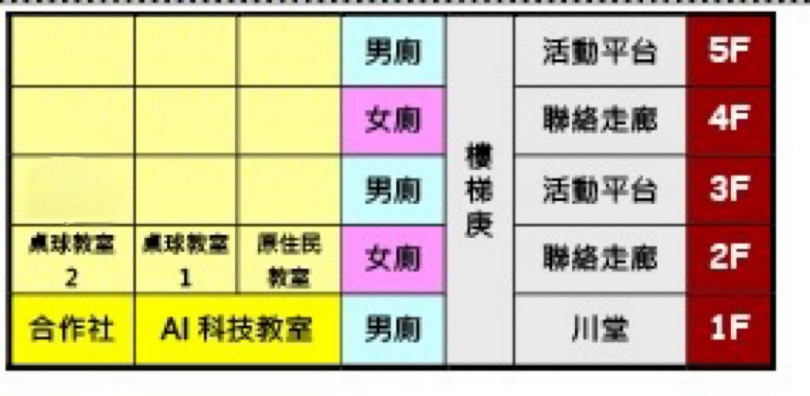 男廁 活動平台 5F
女廁 聯絡走廊 4F
樓梯庚
男廁 活動平台 3F
桌球教室 桌球教室 原住民 女廁 聯絡走廊 2F
2 1 教室
合作社 AI 科技教室 男廁 川堂 1F